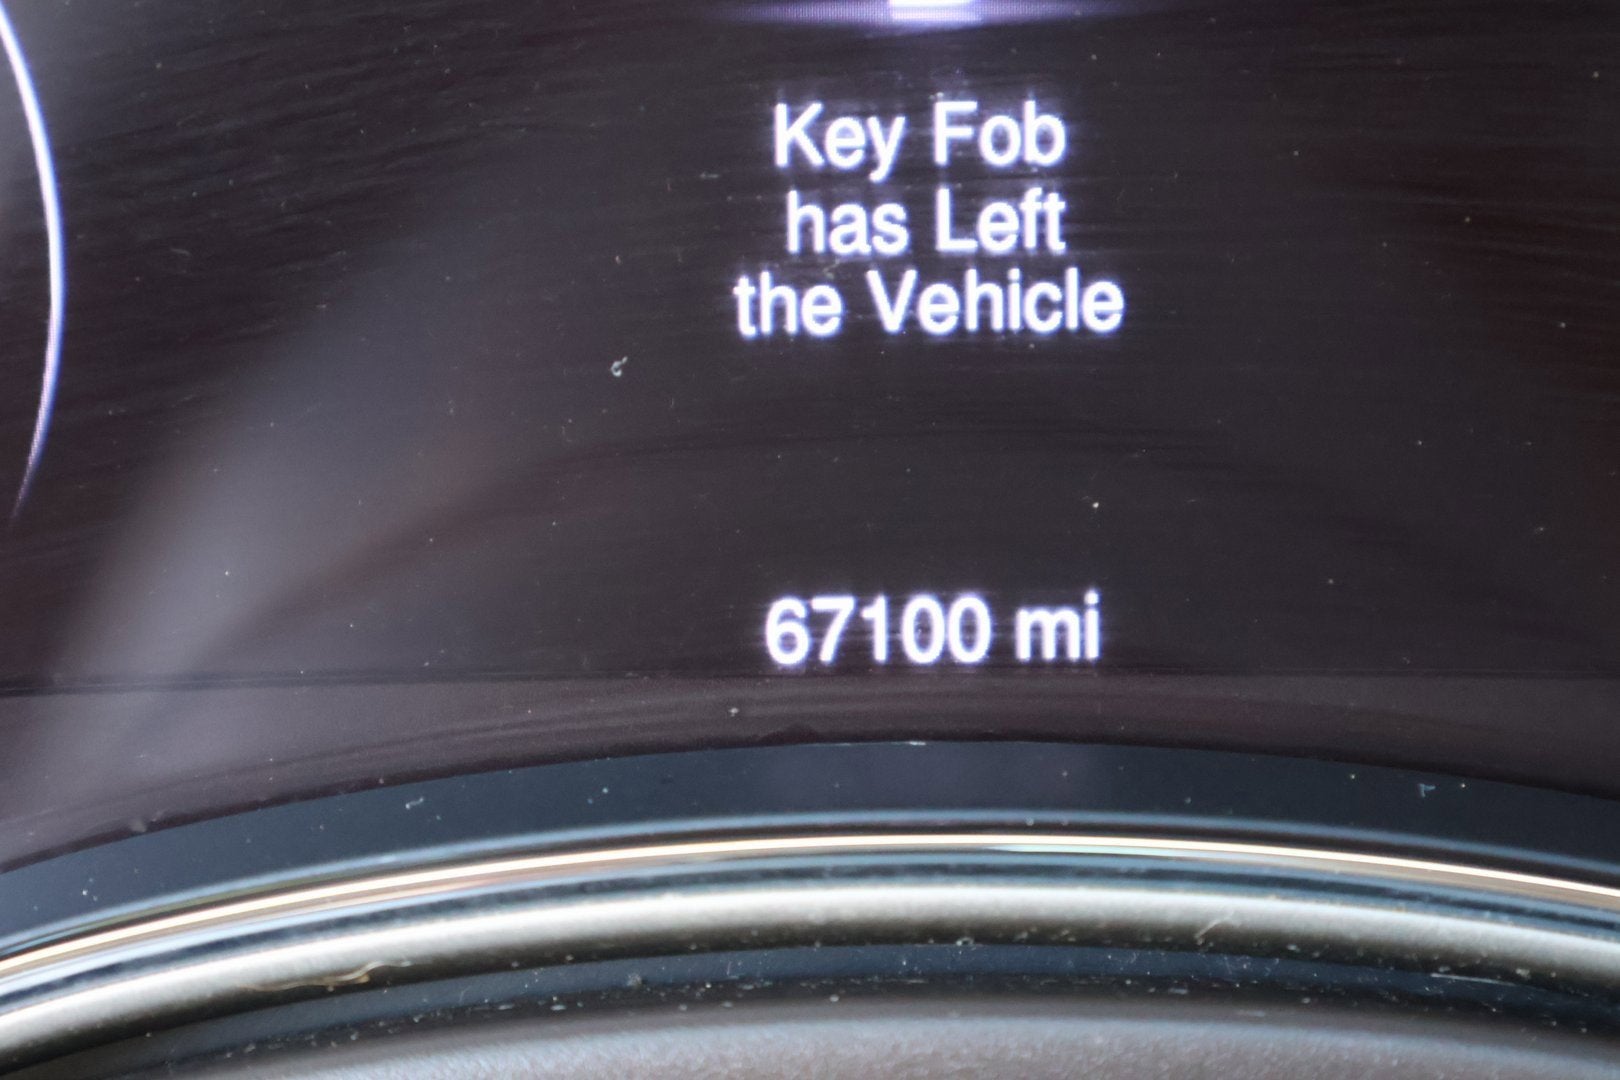 Key Fob
has Left
the Vehicle
67100 mi